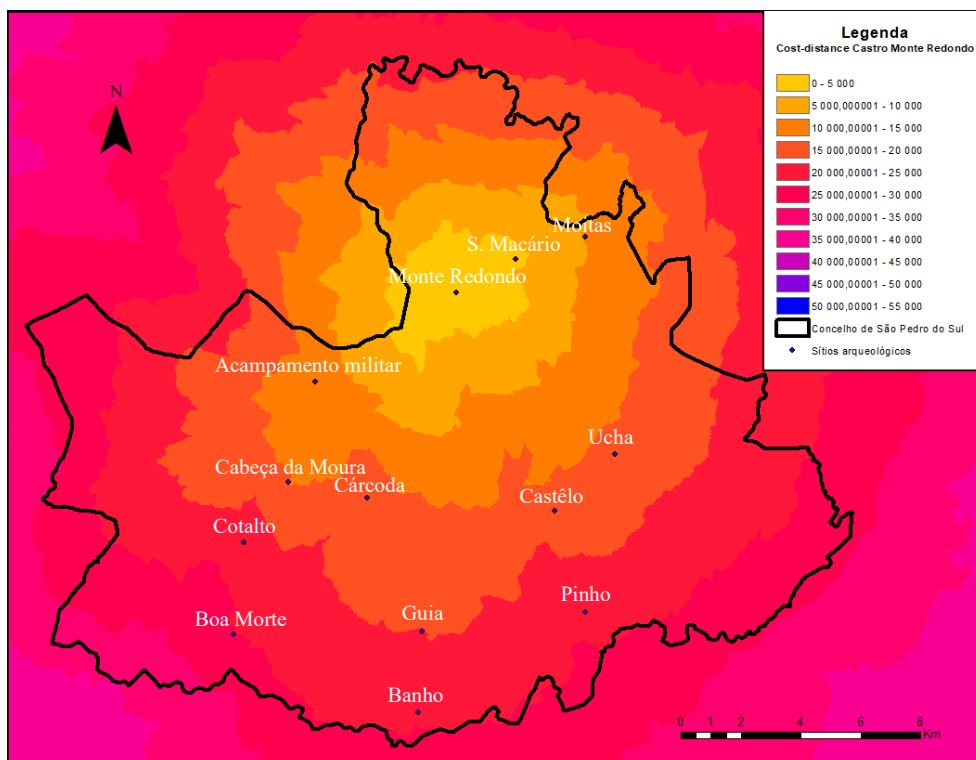 Legenda
Cost-distance Castro Monte Redondo
0 - 5 000
5 000,000001 - 10 000
10 000,00001 - 15 000
15 000,00001 - 20 000
20 000,00001 - 25 000
25 000,00001 - 30 000
30 000,00001 - 35 000
35 000,00001 - 40 000
40 000,00001 - 45 000
45 000,00001 - 50 000
50 000,00001 - 55 000
Concelho de São Pedro do Sul
Sítios arqueológicos
N
Moitas
S. Macário
Monte Redondo
Acampamento militar
Ucha
Cabeça da Moura
Cárcoda
Castêlo
Cotalto
Pinho
Guia
Boa Morte
Banho
0 1 2 4 6 8
Km